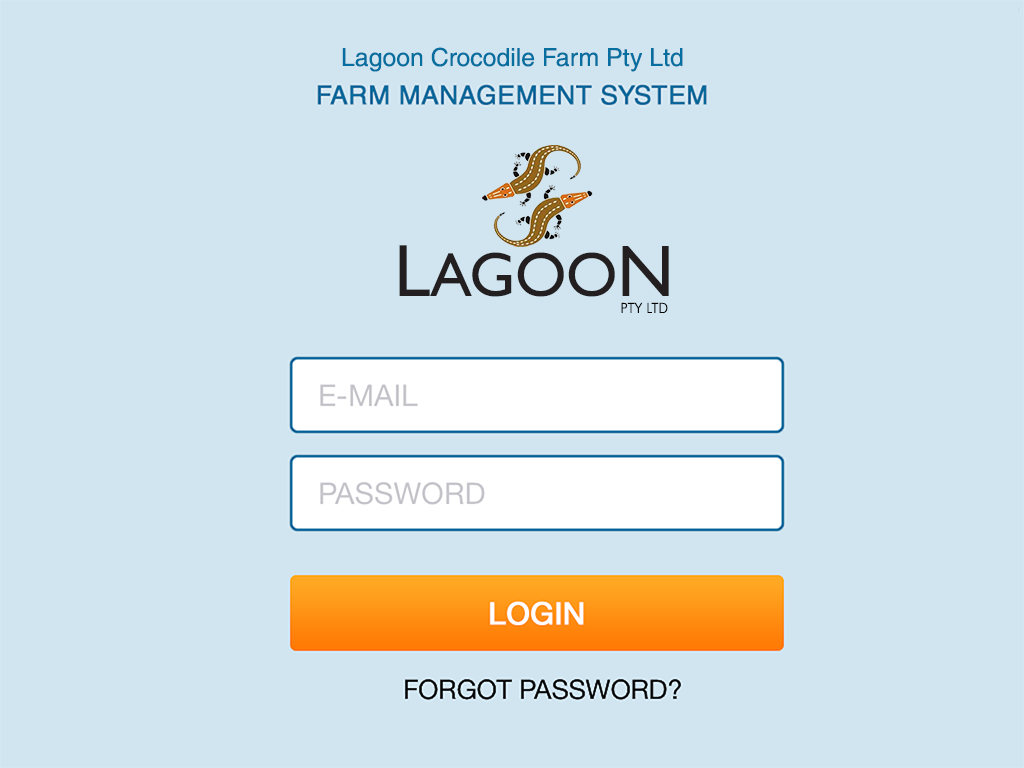 Lagoon Crocodile Farm Pty Ltd
FARM MANAGEMENT SYSTEM
LAGOON
PTY LTD
E-MAIL
PASSWORD
LOGIN
FORGOT PASSWORD?